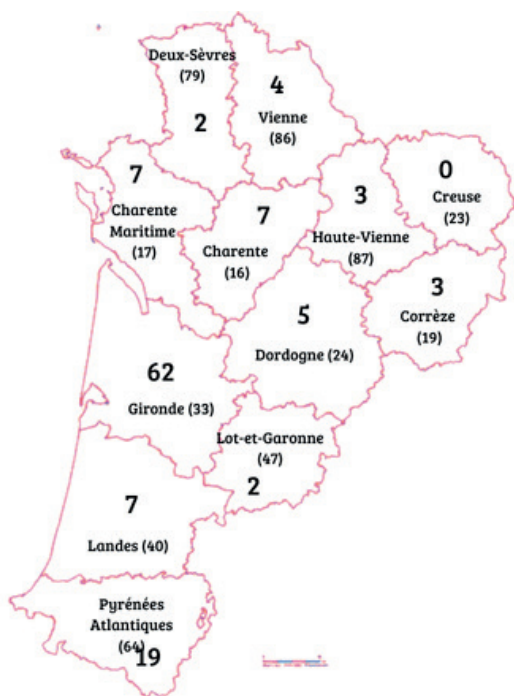 Deux-Sèvres
(79)
2
4
Vienne
(86)
7
Charente
Maritime
(17)
7
Charente
(16)
3
Haute-Vienne
(87)
0
Creuse
(23)
3
Corrèze
(19)
5
Dordogne (24)
62
Gironde (33)
Lot-et-Garonne
(47)
2
7
Landes (40)
Pyrénées
Atlantiques
(64)
19